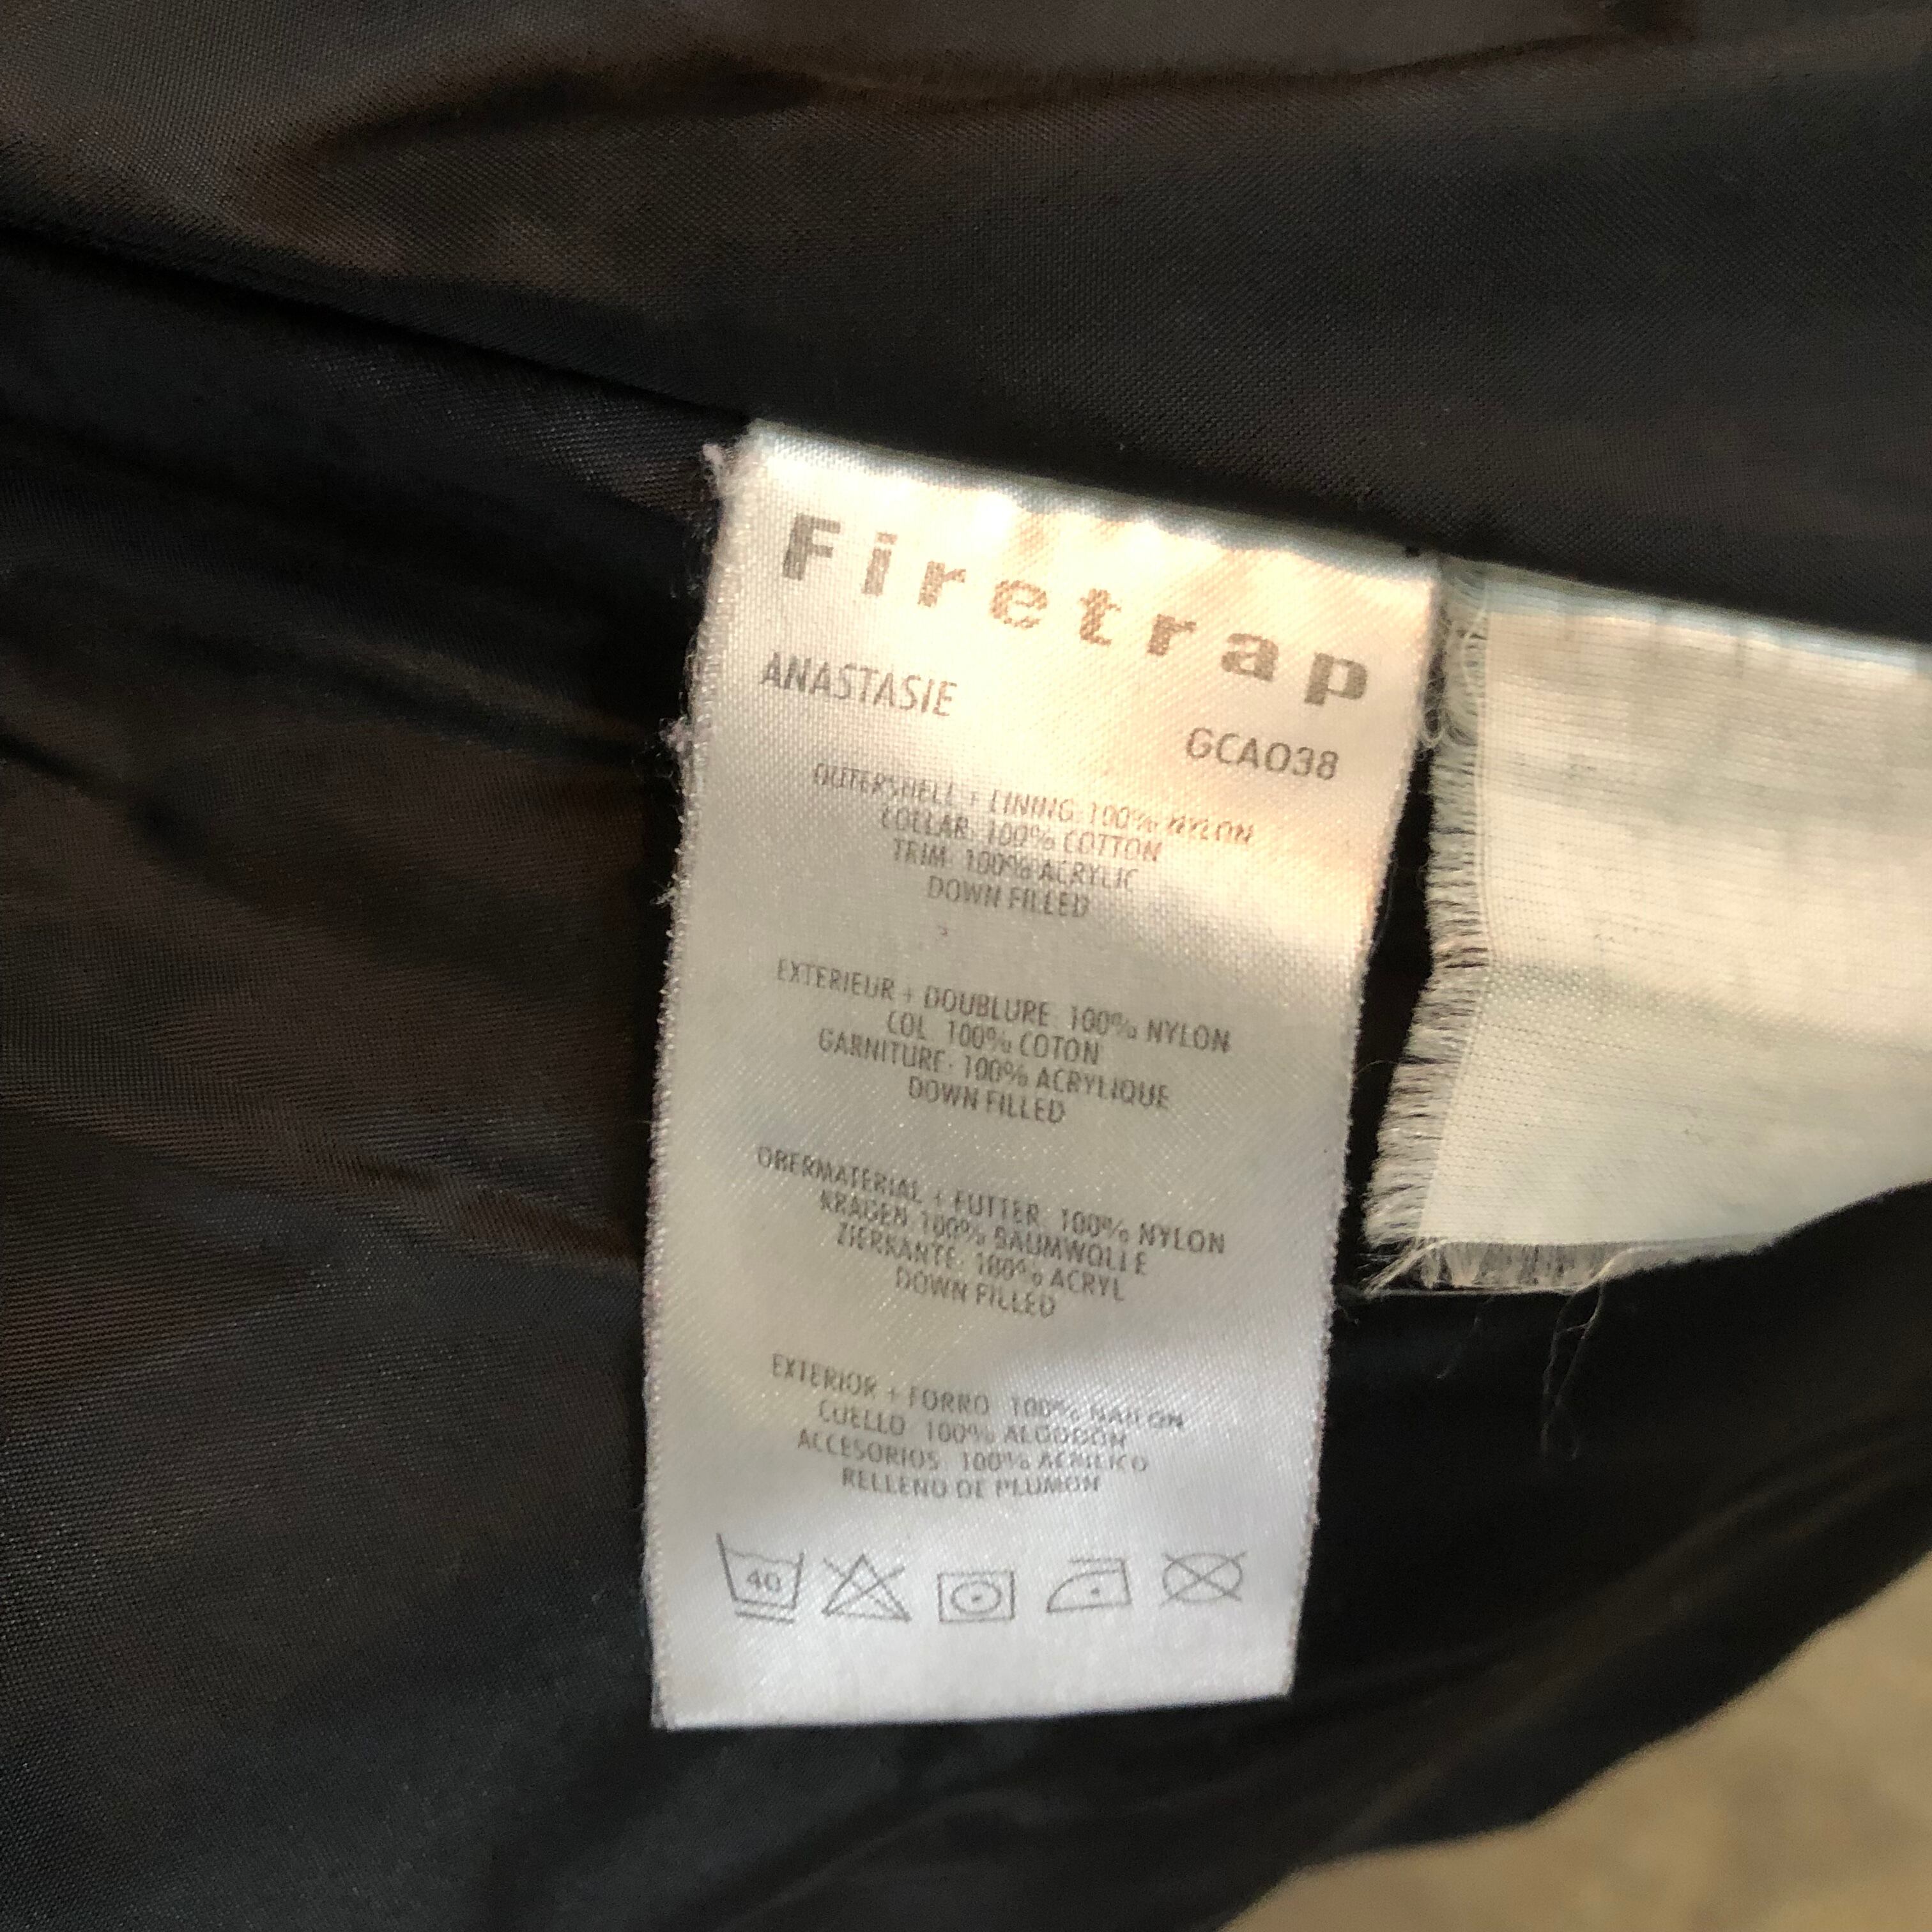 Firetrap
ANASTASIE
GCAO38
OUTERSHELL + LINING: 100% NYLON
COLLAR: 100% COTTON
TRIM: 100% ACRYLIC
DOWN FILLED
EXTERIEUR + DOUBLURE: 100% NYLON
COL: 100% COTON
GARNITURE: 100% ACRYLIQUE
DOWN FILLED
OBERMATERIAL + FUTTER: 100% NYLON
KRAGEN: 100% BAUMWOLLE
ZIERKANTE: 100% ACRYL
DOWN FILLED
EXTERIOR + FORRO: 100% NAILON
CUELLO: 100% ALGODON
ACCESORIOS: 100% ACRILICO
RELLENO DE PLUMON
40